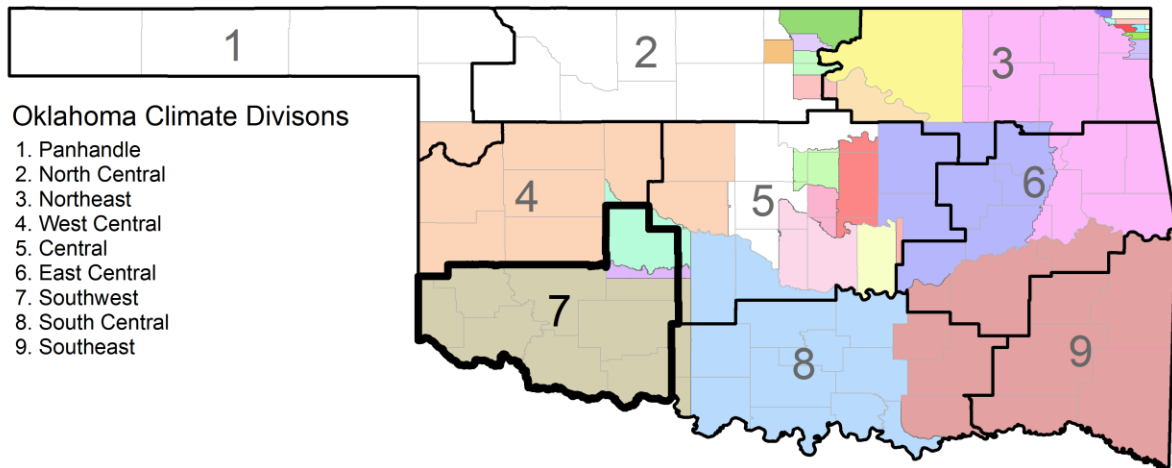 1
2
3
Oklahoma Climate Divisons
1. Panhandle
2. North Central
3. Northeast
4. West Central
5. Central
6. East Central
7. Southwest
8. South Central
9. Southeast
4
5
6
7
8
9